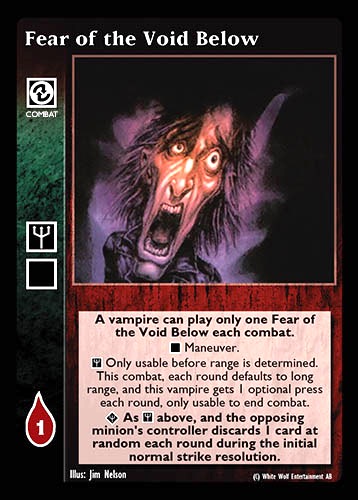 Fear of the Void Below
COMBAT
A vampire can play only one Fear of
the Void Below each combat.
Maneuver.
Only usable before range is determined.
This combat, each round defaults to long
range, and this vampire gets 1 optional press
each round, only usable to end combat.
As above, and the opposing
minion's controller discards 1 card at
random each round during the initial
normal strike resolution.
1
Illus: Jim Nelson
(C) White Wolf Entertainment AB